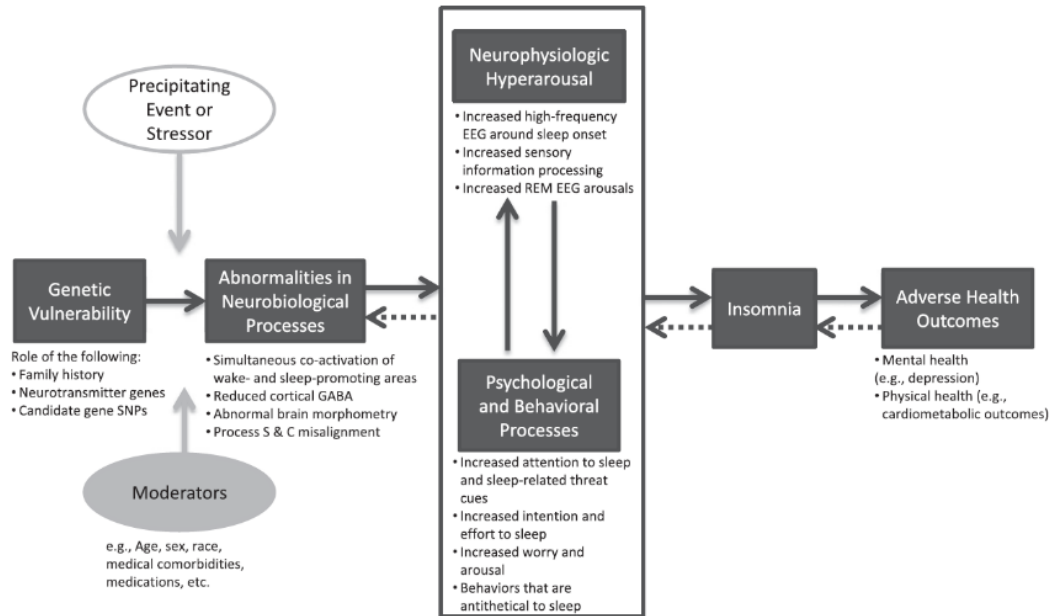 Precipitating
Event or
Stressor
Genetic
Vulnerability
Role of the following:
• Family history
• Neurotransmitter genes
• Candidate gene SNPs
Moderators
e.g., Age, sex, race,
medical comorbidities,
medications, etc.
Abnormalities in
Neurobiological
Processes
• Simultaneous co-activation of
wake- and sleep-promoting areas
• Reduced cortical GABA
• Abnormal brain morphometry
• Process S & C misalignment
Neurophysiologic
Hyperarousal
• Increased high-frequency
EEG around sleep onset
• Increased sensory
information processing
• Increased REM EEG arousals
Psychological
and Behavioral
Processes
• Increased attention to sleep
and sleep-related threat
cues
• Increased intention and
effort to sleep
• Increased worry and
arousal
• Behaviors that are
antithetical to sleep
Insomnia
Adverse Health
Outcomes
• Mental health
(e.g., depression)
• Physical health (e.g.,
cardiometabolic outcomes)